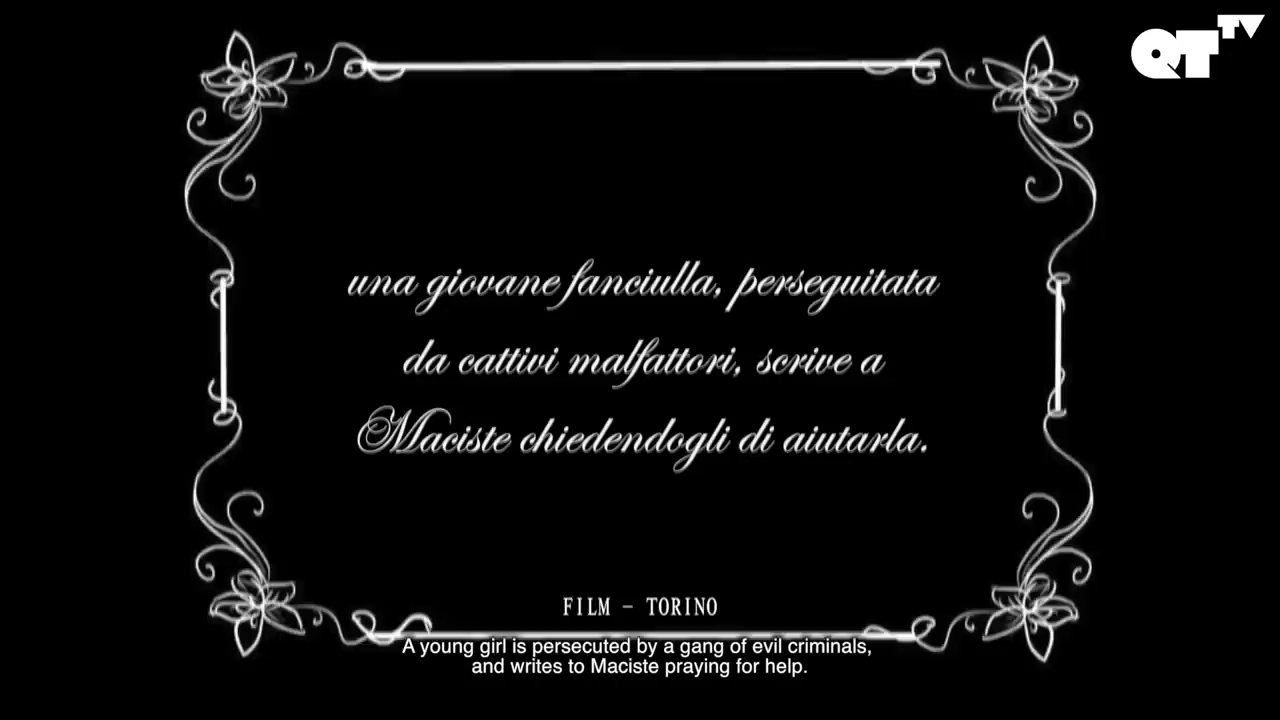 QT TV
una giovane fanciulla, perseguitata
da cattivi malfattori, scrive a
Maciste chiedendogli di aiutarla.
FILM - TORINO
A young girl is persecuted by a gang of evil criminals,
and writes to Maciste praying for help.